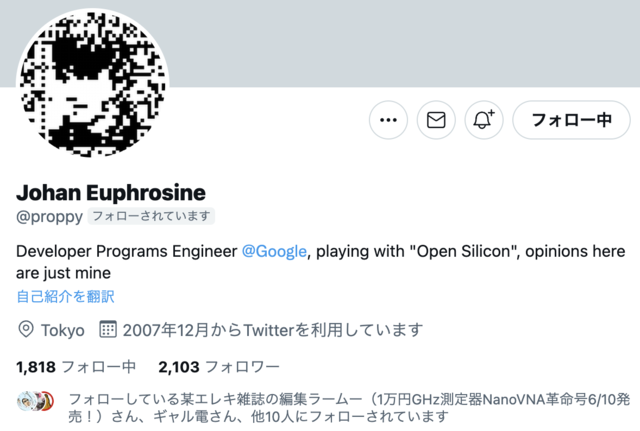 フォロー中
Johan Euphrosine
@proppy フォローされています
Developer Programs Engineer @Google, playing with "Open Silicon", opinions here
are just mine
自己紹介を翻訳
Tokyo 2007年12月からTwitterを利用しています
1,818 フォロー中 2,103 フォロワー
フォローしている某エレキ雑誌の編集ラームー（1万円GHz測定器NanoVNA革命号6/10発
売！）さん、ギャル電さん、他10人にフォローされています